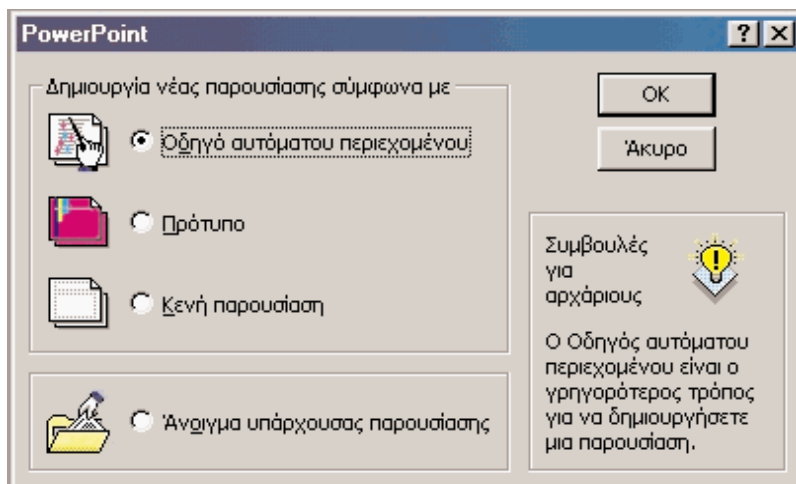 PowerPoint
Δημιουργία νέας παρουσίασης σύμφωνα με
Οδηγό αυτόματου περιεχομένου
Πρότυπο
Κενή παρουσίαση
Άνοιγμα υπάρχουσας παρουσίασης
OK
Άκυρο
Συμβουλές
για
αρχάριους
Ο Οδηγός αυτόματου
περιεχομένου είναι ο
γρηγορότερος τρόπος
για να δημιουργήσετε
μια παρουσίαση.